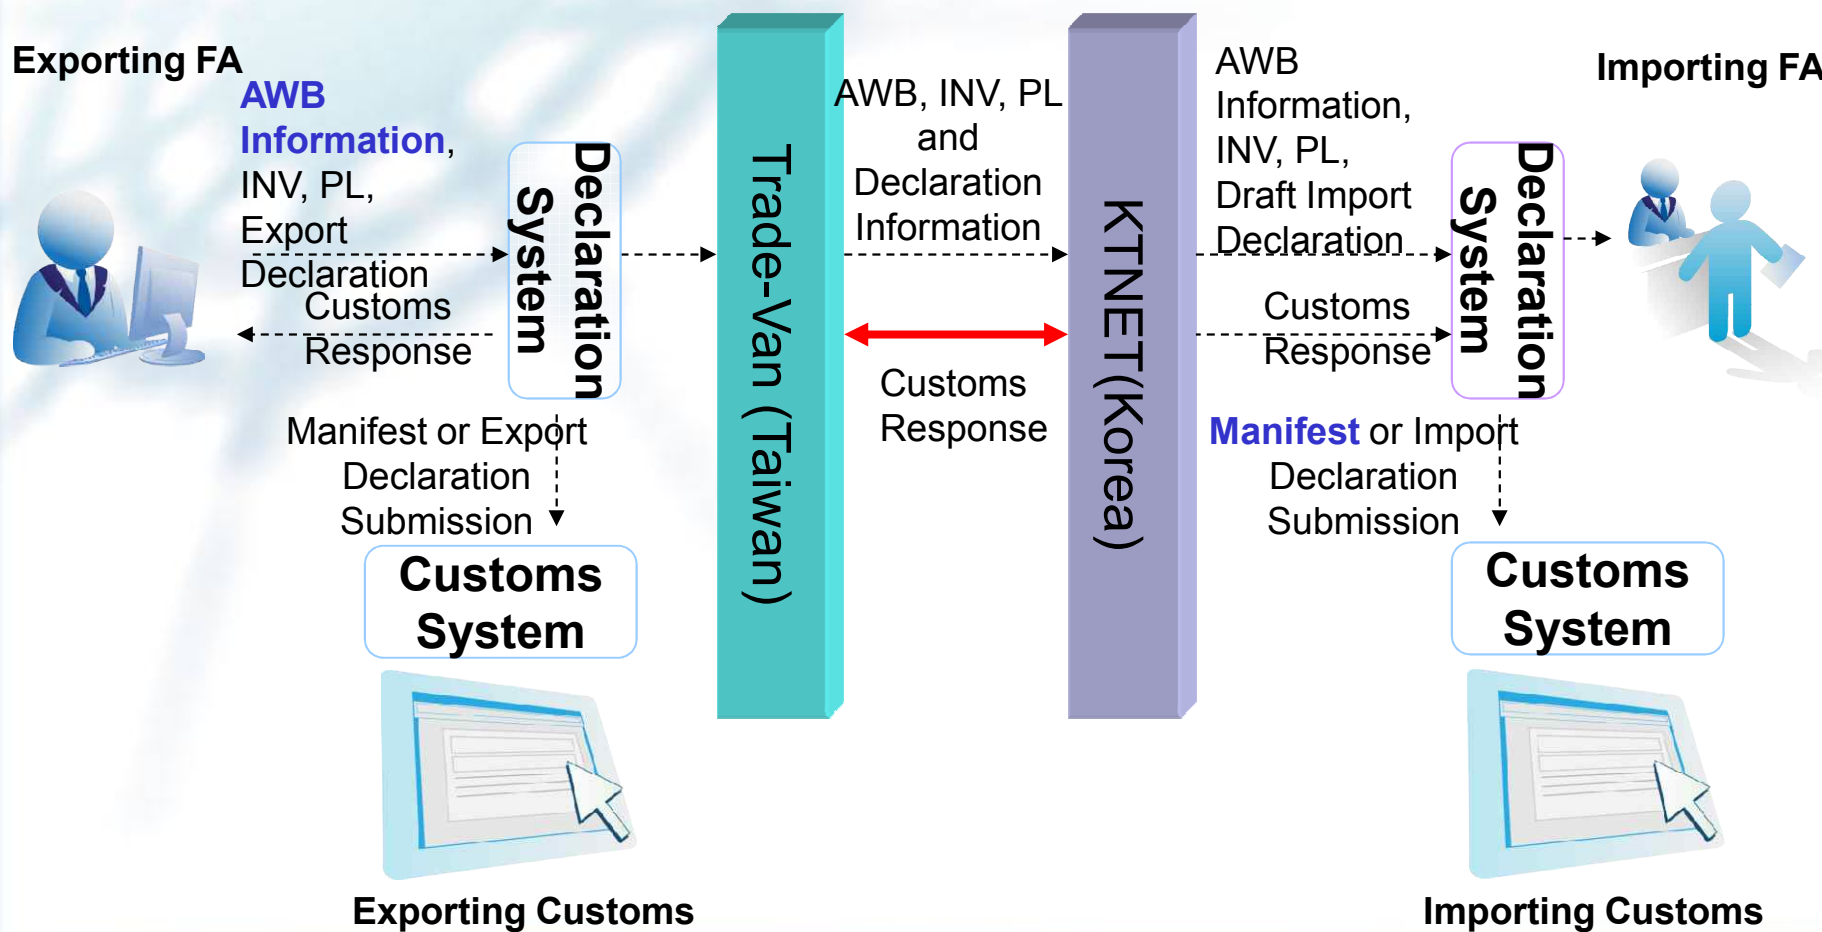 Exporting FA
AWB
Information,
INV, PL,
Export
Declaration
Customs
Response
Declaration
System
Manifest or Export
Declaration
Submission
Customs
System
Exporting Customs
Trade-Van (Taiwan)
AWB, INV, PL
and
Declaration
Information
Customs
Response
KTNET(Korea)
AWB
Information,
INV, PL,
Draft Import
Declaration
Customs
Response
Declaration
System
Importing FA
Manifest or Import
Declaration
Submission
Customs
System
Importing Customs